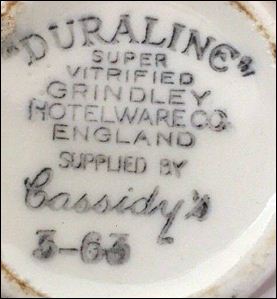 "DURALINE"
SUPER
VITRIFIED
GRINDLEY
HOTELWARE CO.
ENGLAND
SUPPLIED BY
Cassidy's
3-63